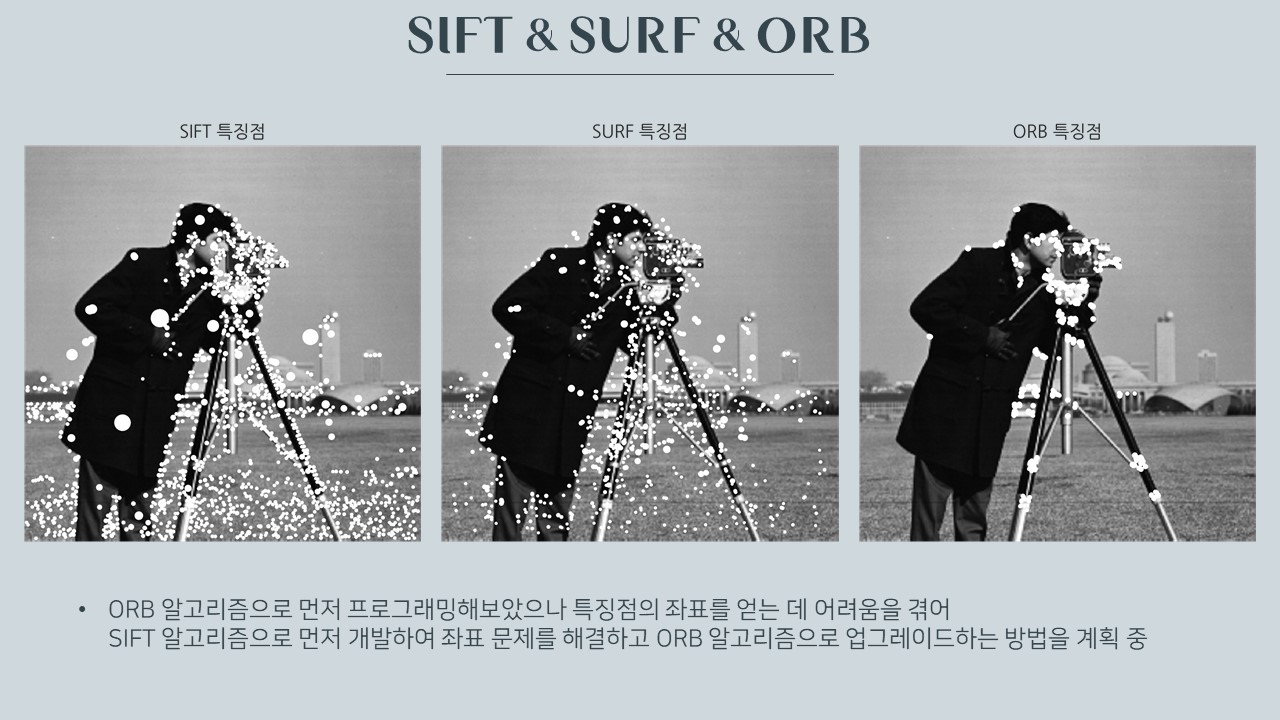 SIFT & SURF & ORB
SIFT 특징점
SURF 특징점
ORB 특징점
• ORB 알고리즘으로 먼저 프로그래밍해보았으나 특징점의 좌표를 얻는 데 어려움을 겪어
SIFT 알고리즘으로 먼저 개발하여 좌표 문제를 해결하고 ORB 알고리즘으로 업그레이드하는 방법을 계획 중